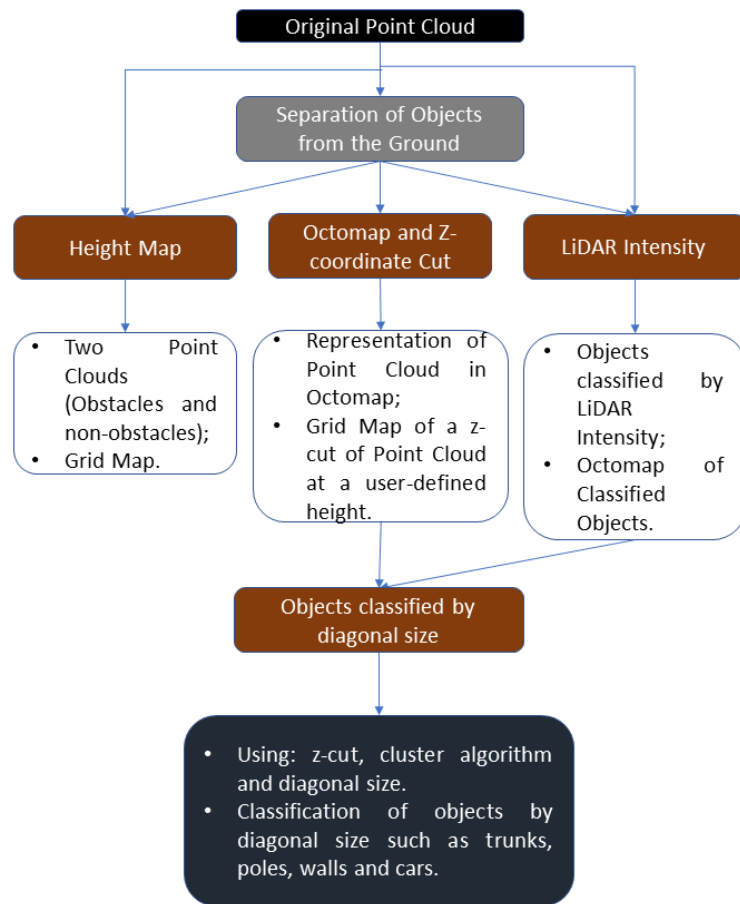 Original Point Cloud
Separation of Objects
from the Ground
Height Map
Octomap and Z-
coordinate Cut
LiDAR Intensity
• Two Point
Clouds
(Obstacles and
non-obstacles);
• Grid Map.
• Representation of
Point Cloud in
Octomap;
• Grid Map of a z-
cut of Point Cloud
at a user-defined
height.
• Objects
classified by
LiDAR
Intensity;
• Octomap of
Classified
Objects.
Objects classified by
diagonal size
• Using: z-cut, cluster algorithm
and diagonal size.
• Classification of objects by
diagonal size such as trunks,
poles, walls and cars.